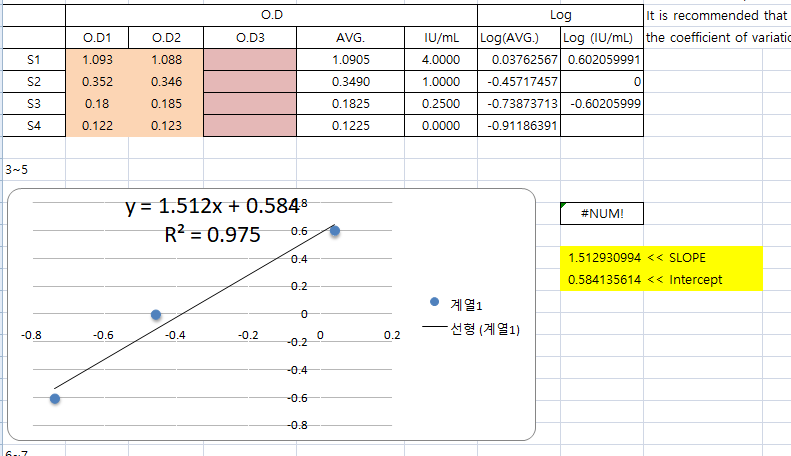 O.D Log It is recommended that
O.D1 O.D2 O.D3 AVG. IU/mL Log(AVG.) Log (IU/mL) the coefficient of variatio
S1 1.093 1.088 1.0905 4.0000 0.03762567 0.602059991
S2 0.352 0.346 0.3490 1.0000 -0.45717457 0
S3 0.18 0.185 0.1825 0.2500 -0.73873713 -0.60205999
S4 0.122 0.123 0.1225 0.0000 -0.91186391
3~5
y = 1.512x + 0.584
R² = 0.975
0.8
0.6
0.4
0.2
0
-0.2
-0.4
-0.6
-0.8
-0.8 -0.6 -0.4 -0.2 0 0.2
계열1
선형 (계열1)
#NUM!
1.512930994 << SLOPE
0.584135614 << Intercept
6~7